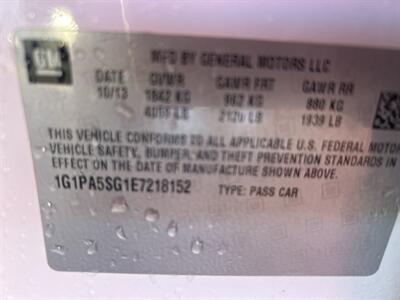 GM
MFD BY GENERAL MOTORS LLC
DATE GVWR GAWR FRT GAWR RR
10/13 1842 KG 962 KG 880 KG
4060 LB 2120 LB 1939 LB
THIS VEHICLE CONFORMS TO ALL APPLICABLE U.S. FEDERAL MOTOR
VEHICLE SAFETY, BUMPER, AND THEFT PREVENTION STANDARDS IN
EFFECT ON THE DATE OF MANUFACTURE SHOWN ABOVE.
1G1PA5SG1E7218152 TYPE: PASS CAR